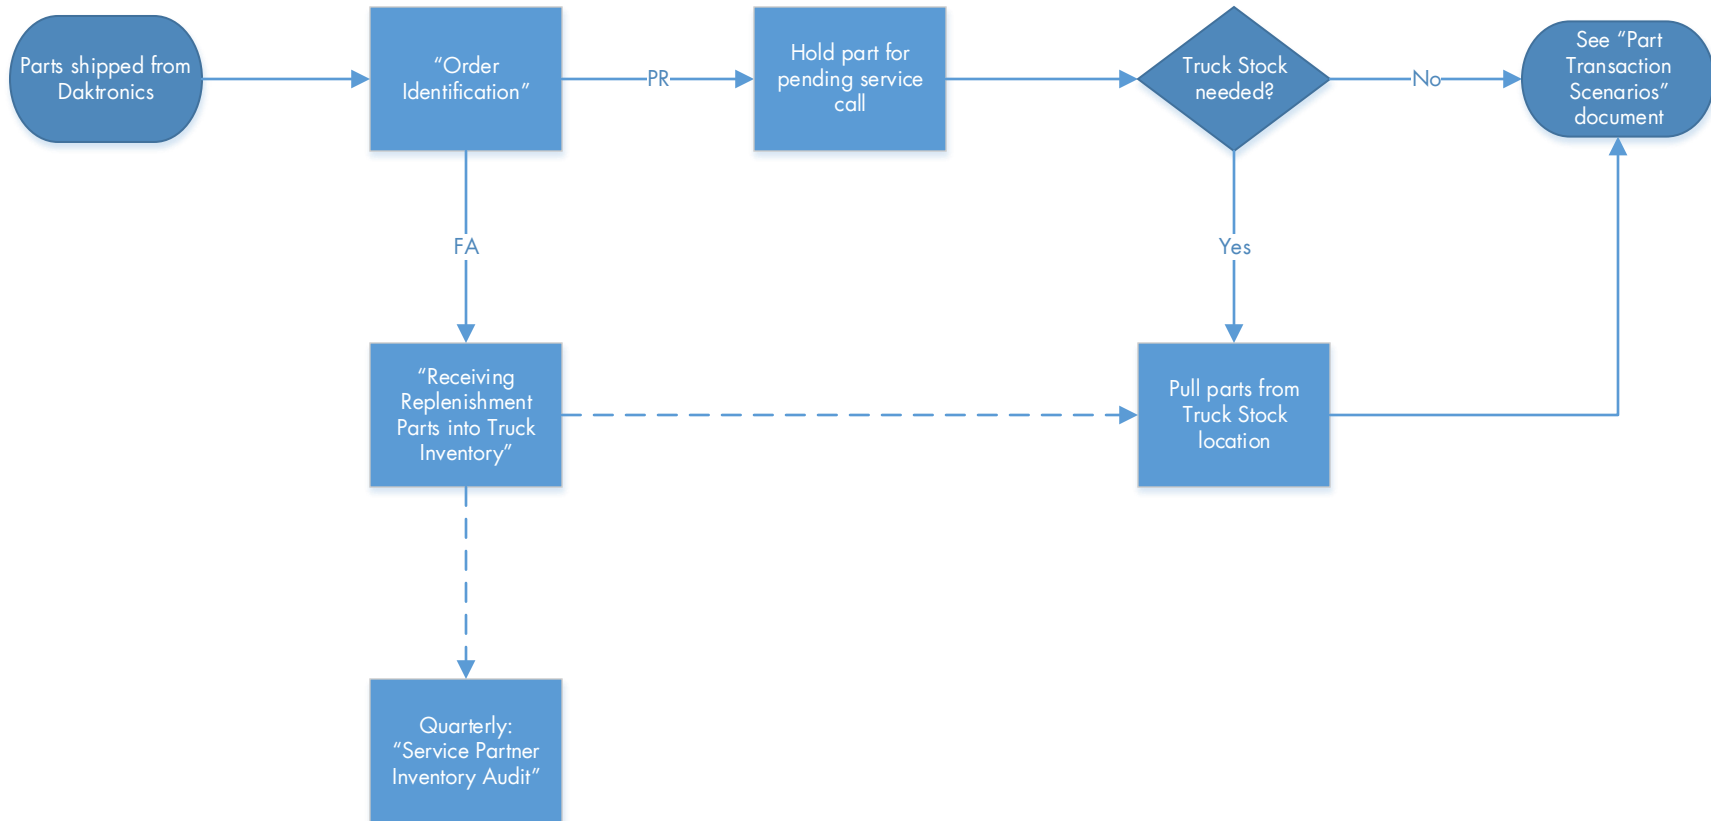 Parts shipped from
Daktronics
“Order
Identification”
PR
Hold part for
pending service
call
Truck Stock
needed?
No
See “Part
Transaction
Scenarios”
document
FA
Yes
“Receiving
Replenishment
Parts into Truck
Inventory”
Pull parts from
Truck Stock
location
Quarterly:
“Service Partner
Inventory Audit”